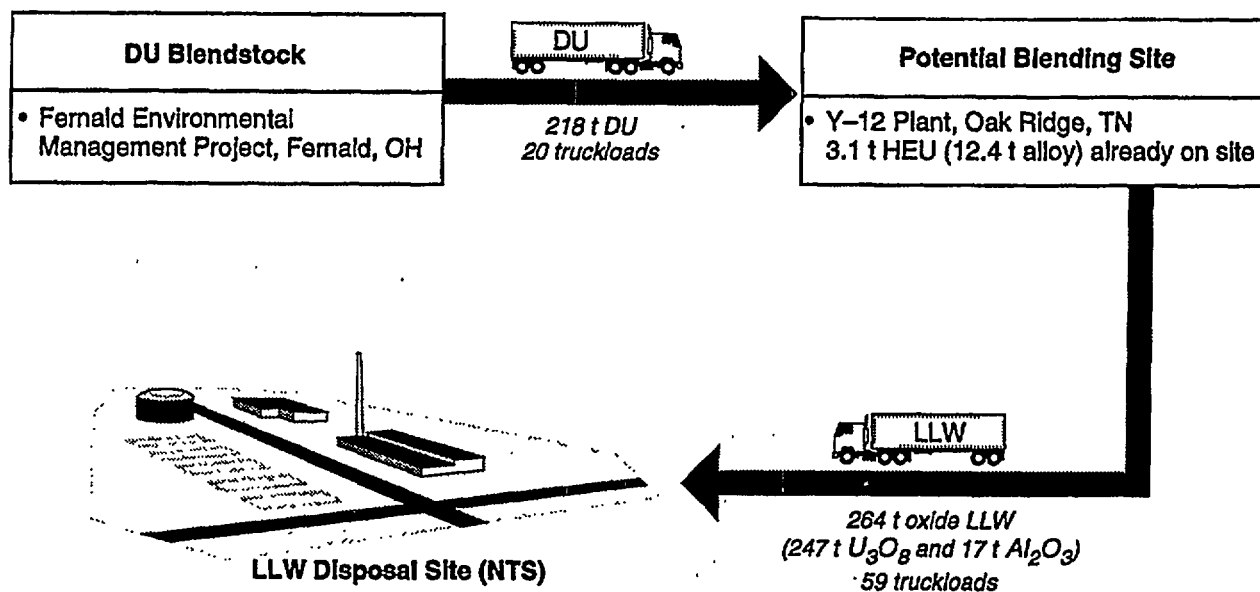 DU Blendstock
• Fernald Environmental
Management Project, Fernald, OH
DU
218 t DU
20 truckloads
Potential Blending Site
• Y–12 Plant, Oak Ridge, TN
3.1 t HEU (12.4 t alloy) already on site
LLW
264 t oxide LLW
(247 t U₃O₈ and 17 t Al₂O₃)
59 truckloads
LLW Disposal Site (NTS)